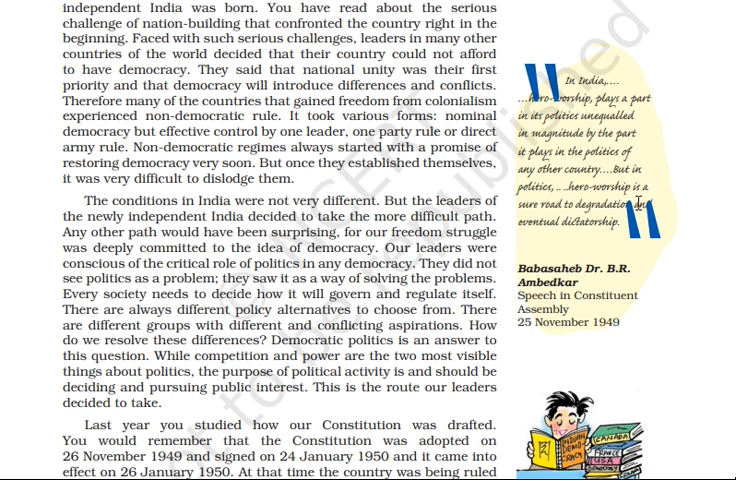 independent India was born. You have read about the serious
challenge of nation-building that confronted the country right in the
beginning. Faced with such serious challenges, leaders in many other
countries of the world decided that their country could not afford
to have democracy. They said that national unity was their first
priority and that democracy will introduce differences and conflicts.
Therefore many of the countries that gained freedom from colonialism
experienced non-democratic rule. It took various forms: nominal
democracy but effective control by one leader, one party rule or direct
army rule. Non-democratic regimes always started with a promise of
restoring democracy very soon. But once they established themselves,
it was very difficult to dislodge them.
The conditions in India were not very different. But the leaders of
the newly independent India decided to take the more difficult path.
Any other path would have been surprising, for our freedom struggle
was deeply committed to the idea of democracy. Our leaders were
conscious of the critical role of politics in any democracy. They did not
see politics as a problem; they saw it as a way of solving the problems.
Every society needs to decide how it will govern and regulate itself.
There are always different policy alternatives to choose from. There
are different groups with different and conflicting aspirations. How
do we resolve these differences? Democratic politics is an answer to
this question. While competition and power are the two most visible
things about politics, the purpose of political activity is and should be
deciding and pursuing public interest. This is the route our leaders
decided to take.
Last year you studied how our Constitution was drafted.
You would remember that the Constitution was adopted on
26 November 1949 and signed on 24 January 1950 and it came into
effect on 26 January 1950. At that time the country was being ruled
In India,....
...hero-worship, plays a part
in its politics unequalled
in magnitude by the part
it plays in the politics of
any other country....But in
politics, ...hero-worship is a
sure road to degradation and
eventual dictatorship.
Babasaheb Dr. B.R.
Ambedkar
Speech in Constituent
Assembly
25 November 1949
INDIAN
DEMO
CRACY
CANADA
FRANCE
USA
© NCERT
not to be republished